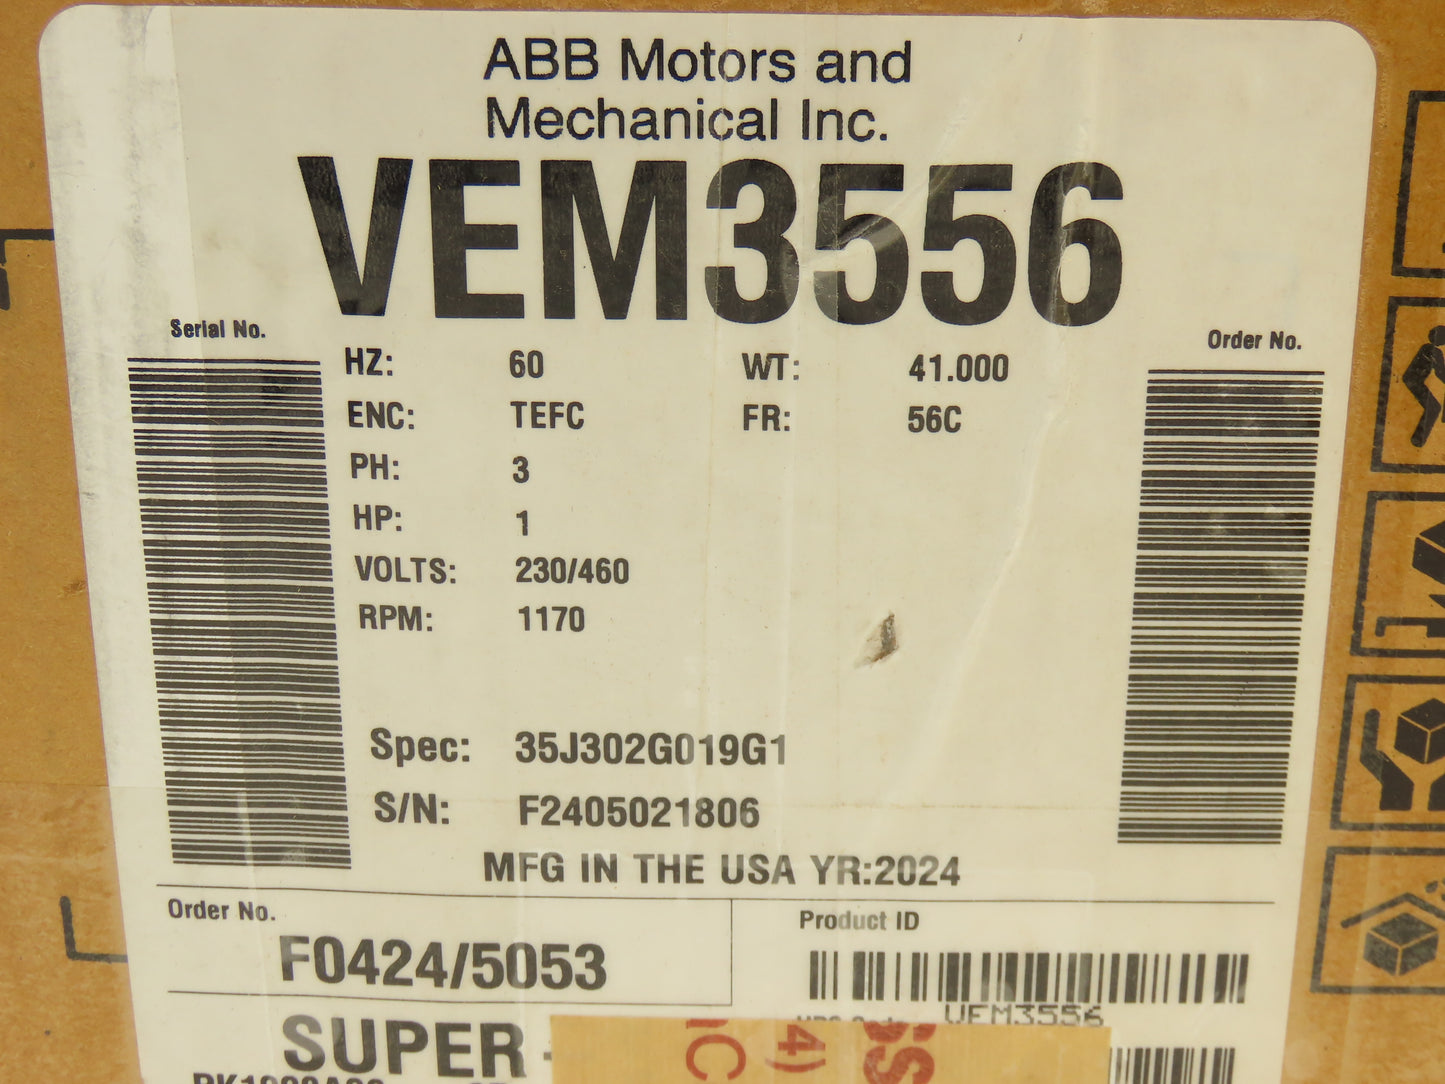 ABB Motors and
Mechanical Inc.
VEM3556
Serial No.
Order No.
HZ: 60 WT: 41.000
ENC: TEFC FR: 56C
PH: 3
HP: 1
VOLTS: 230/460
RPM: 1170
Spec: 35J302G019G1
S/N: F2405021806
MFG IN THE USA YR:2024
Order No.
F0424/5053
Product ID
VEM3556
SUPER -